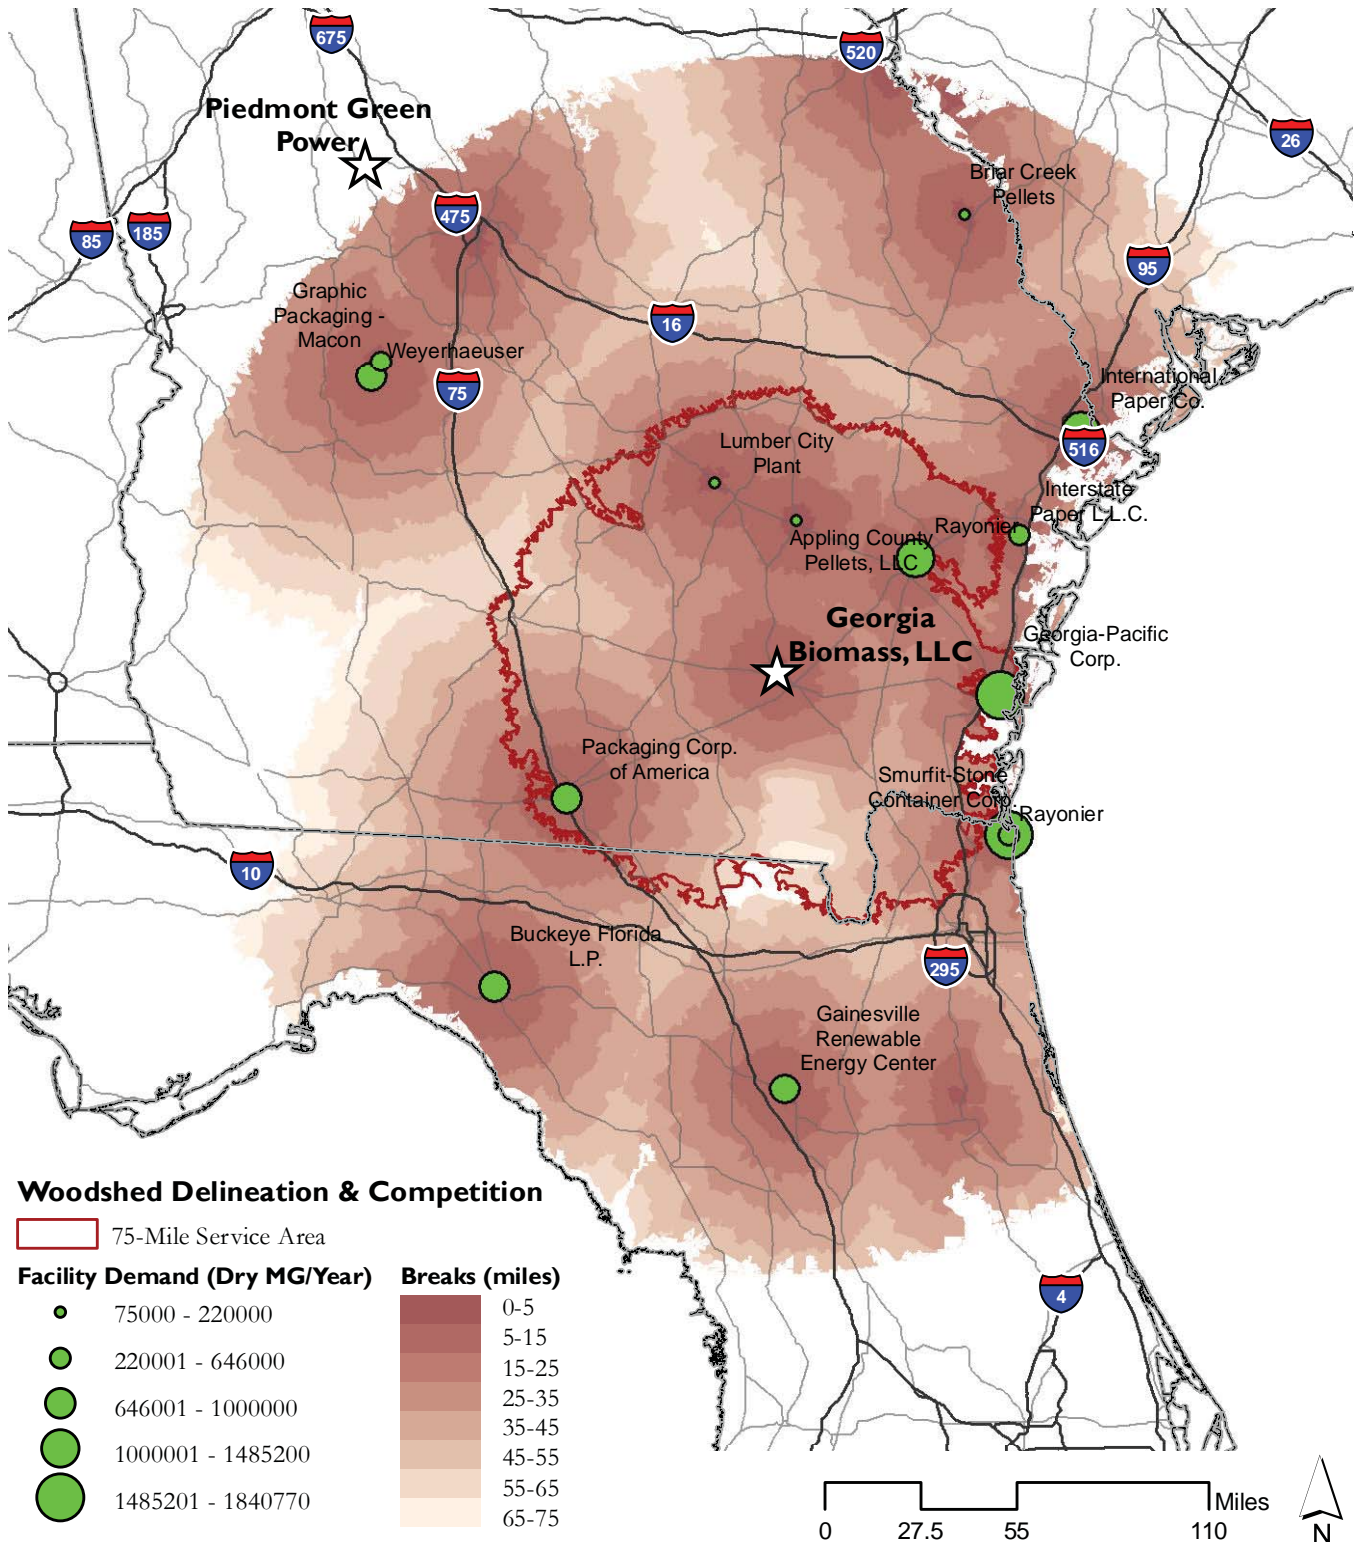 675
520
Piedmont Green
Power
26
Briar Creek
Pellets
475
85
185
95
Graphic
Packaging -
Macon
Weyerhaeuser
16
75
International
Paper Co.
516
Lumber City
Plant
Interstate
Paper L.L.C.
Rayonier
Appling County
Pellets, LLC
Georgia
Biomass, LLC
Georgia-Pacific
Corp.
Packaging Corp.
of America
Smurfit-Stone
Container Corp.
Rayonier
10
Buckeye Florida
L.P.
295
Gainesville
Renewable
Energy Center
4
Woodshed Delineation & Competition
75-Mile Service Area
Facility Demand (Dry MG/Year)
75000 - 220000
220001 - 646000
646001 - 1000000
1000001 - 1485200
1485201 - 1840770
Breaks (miles)
0-5
5-15
15-25
25-35
35-45
45-55
55-65
65-75
Miles
0 27.5 55 110
N